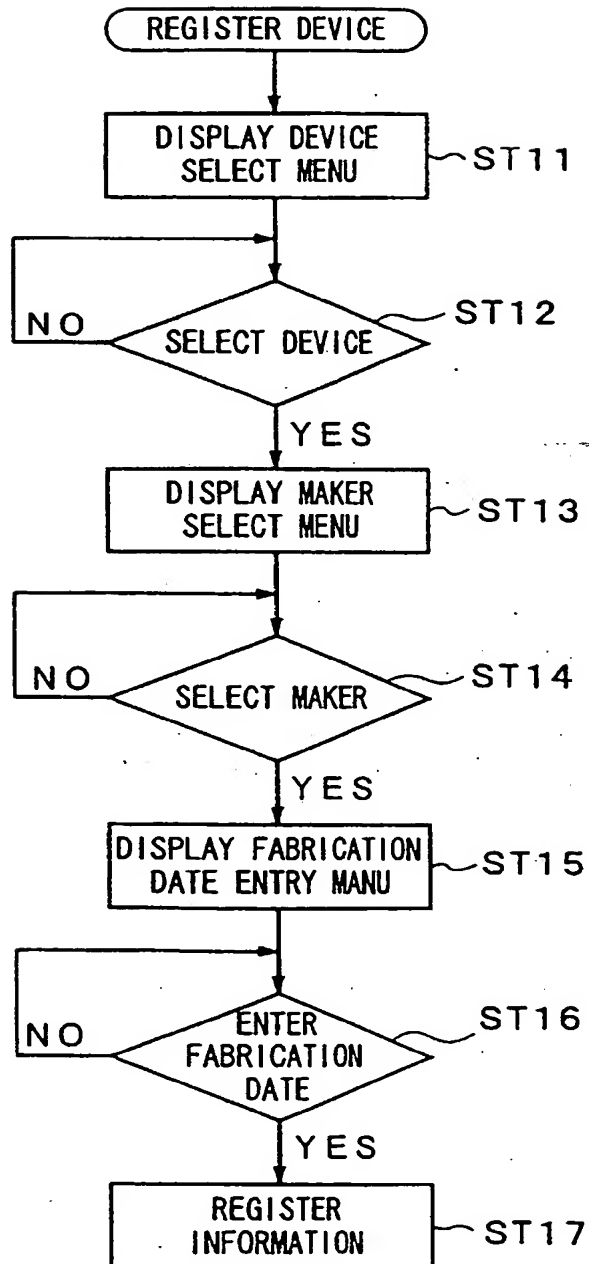 REGISTER DEVICE
DISPLAY DEVICE
SELECT MENU
ST11
NO
SELECT DEVICE
ST12
YES
DISPLAY MAKER
SELECT MENU
ST13
NO
SELECT MAKER
ST14
YES
DISPLAY FABRICATION
DATE ENTRY MANU
ST15
NO
ENTER
FABRICATION
DATE
ST16
YES
REGISTER
INFORMATION
ST17